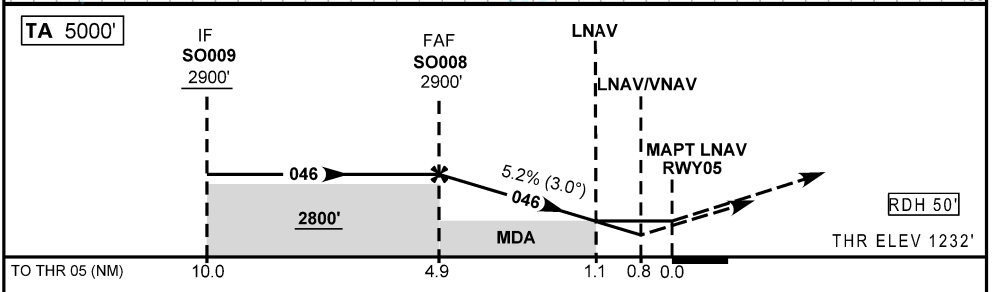 TA 5000'
IF
SO009
2900'
FAF
SO008
2900'
LNAV
LNAV/VNAV
MAPT LNAV
RWY05
046
5.2% (3.0°)
046
2800'
MDA
RDH 50'
THR ELEV 1232'
TO THR 05 (NM)
10.0
4.9
1.1
0.8
0.0